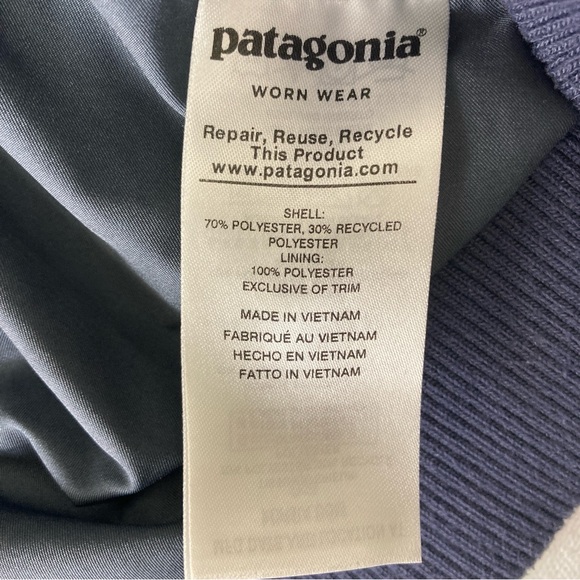 patagonia®
WORN WEAR
Repair, Reuse, Recycle
This Product
www.patagonia.com
SHELL:
70% POLYESTER, 30% RECYCLED
POLYESTER
LINING:
100% POLYESTER
EXCLUSIVE OF TRIM
MADE IN VIETNAM
FABRIQUÉ AU VIETNAM
HECHO EN VIETNAM
FATTO IN VIETNAM